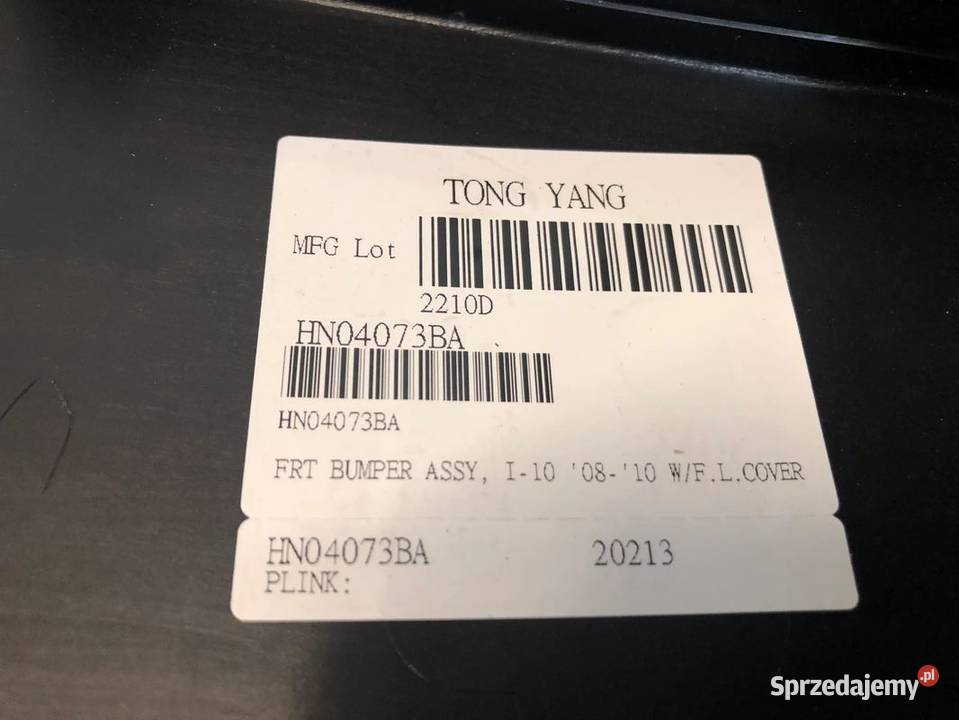 TONG YANG
MFG Lot
2210D
HN04073BA
HN04073BA
FRT BUMPER ASSY, I-10 '08-'10 W/F.L.COVER
HN04073BA 20213
PLINK:
Sprzedajemy.pl